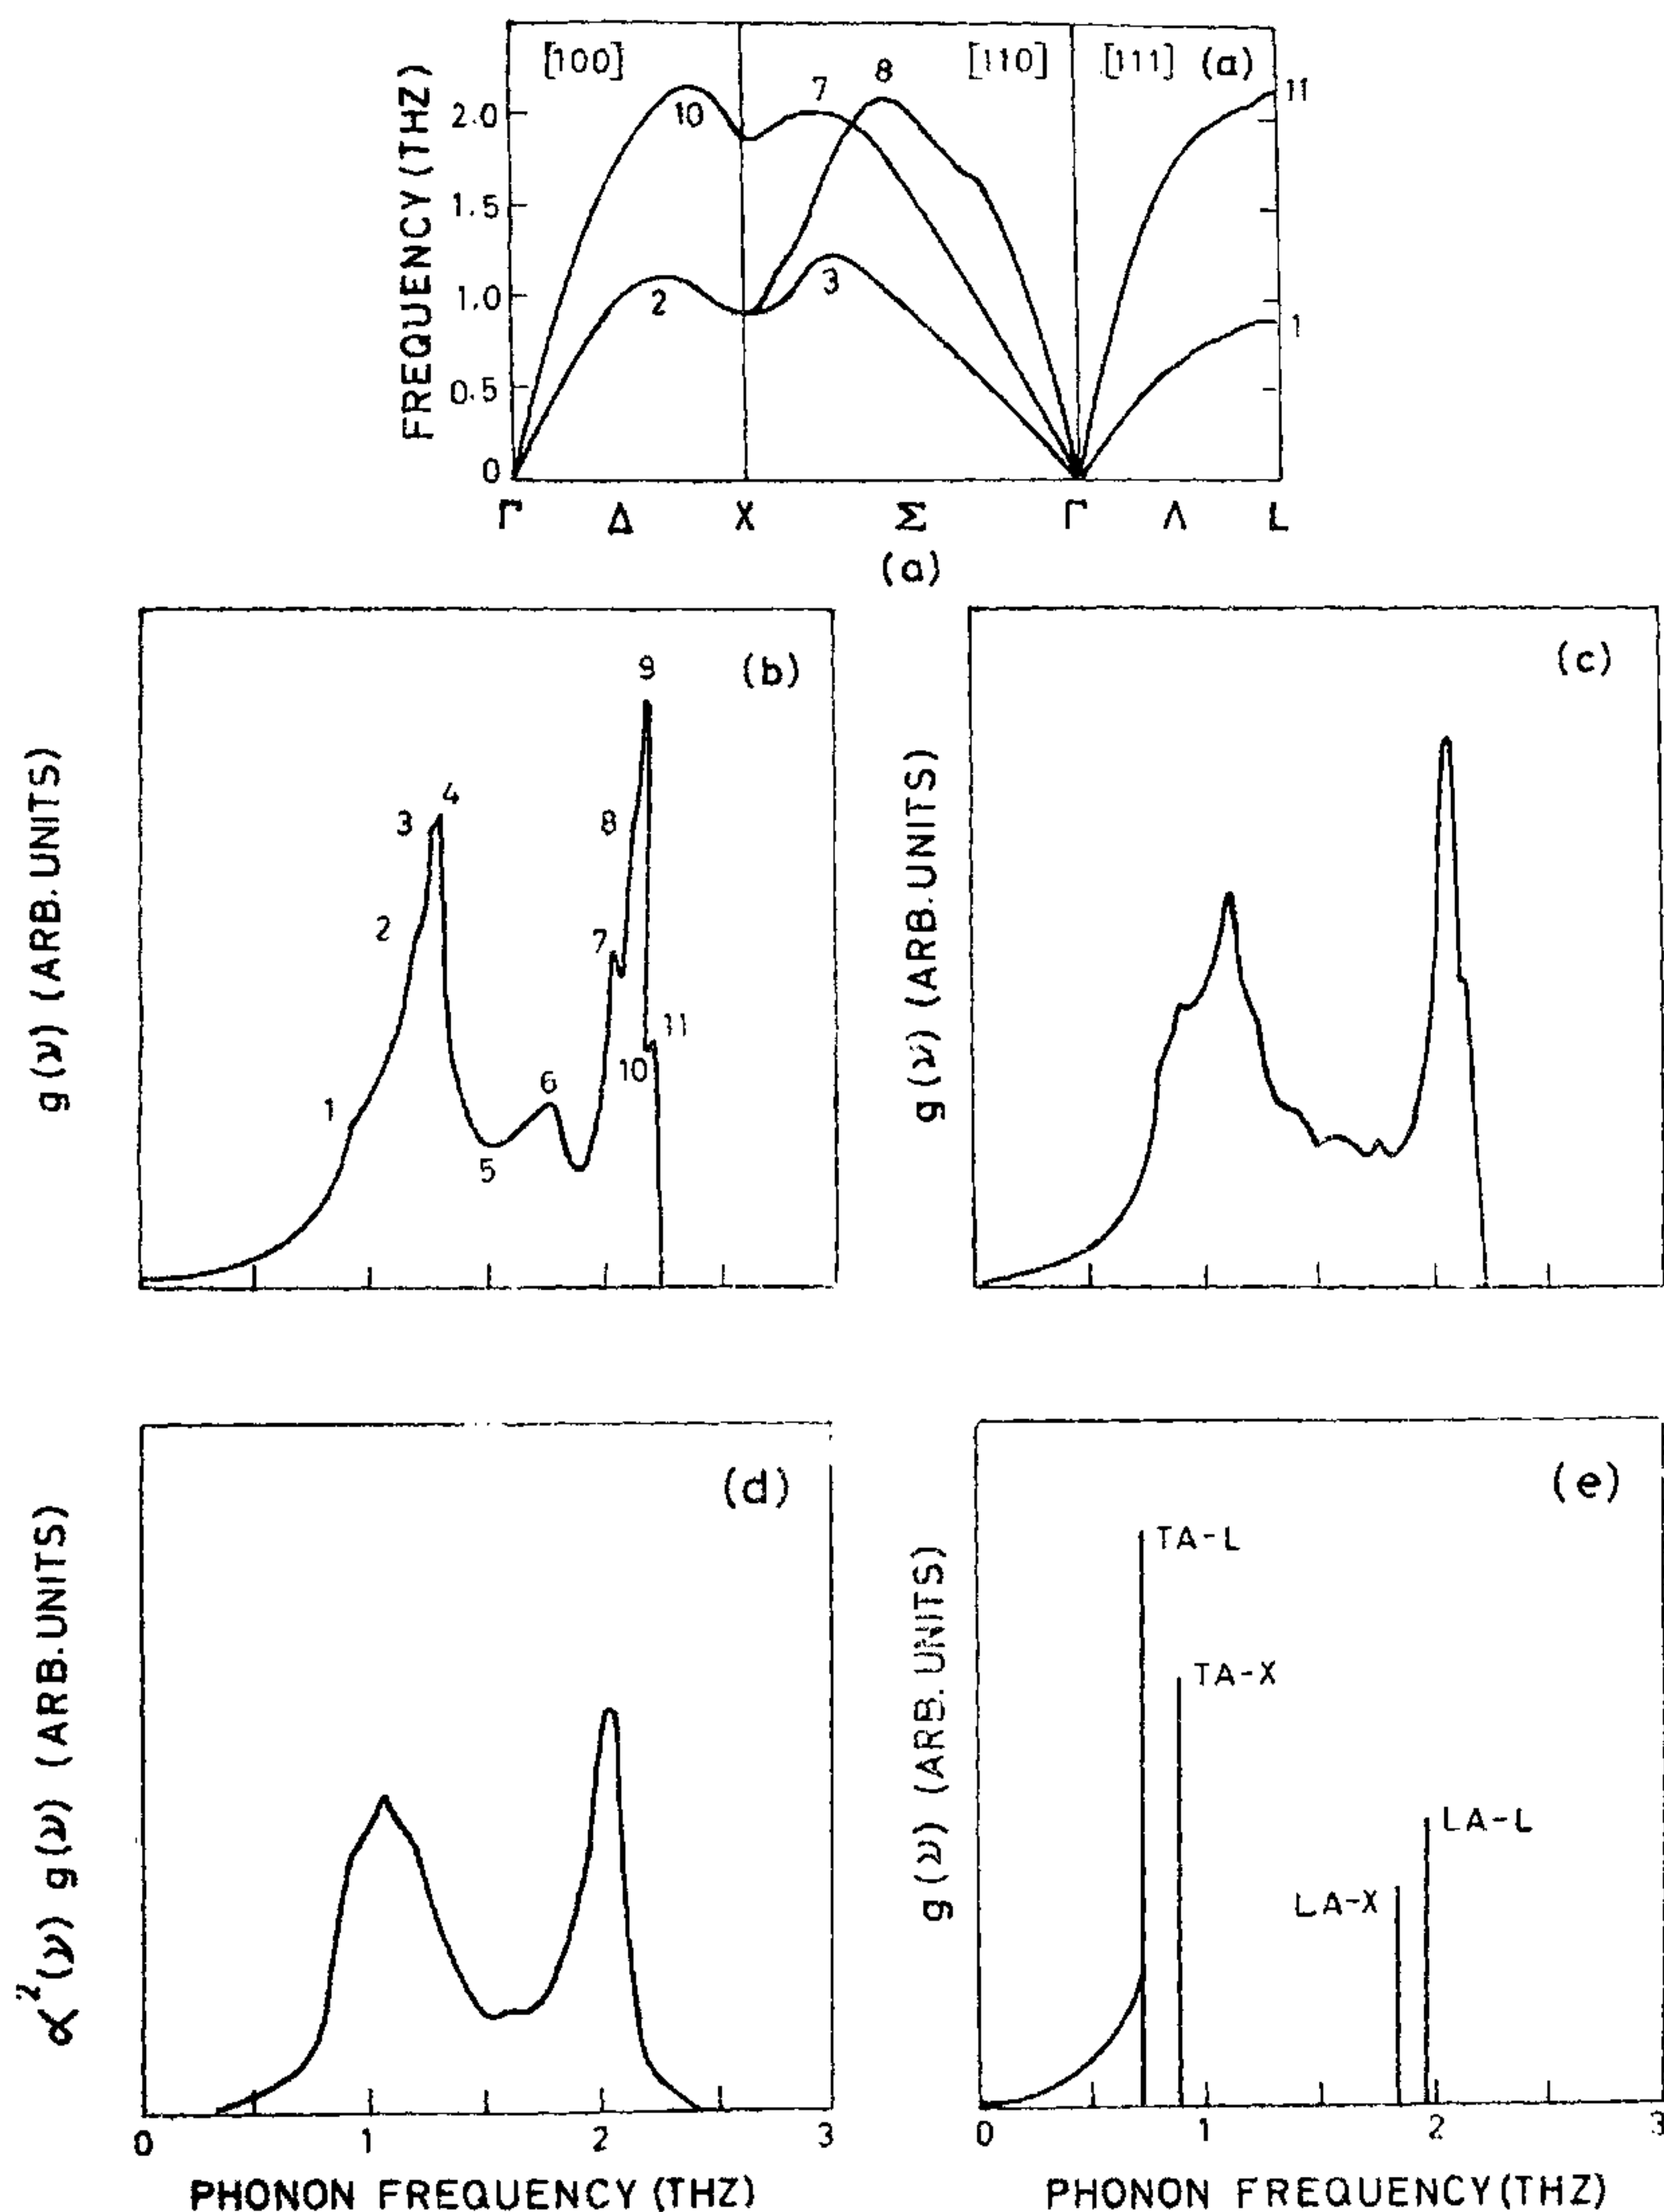 [100] [110] [111] (a)
FREQUENCY (THZ)
2.0
1.5
1.0
0.5
0
10
2
7
8
3
11
1
Γ Δ X Σ Γ Λ L
(a)
g(ν) (ARB. UNITS)
(b)
9
4
3
8
2
7
11
10
1
6
5
g(ν) (ARB. UNITS)
(c)
α²(ν) g(ν) (ARB. UNITS)
(d)
0 1 2 3
PHONON FREQUENCY (THZ)
g(ν) (ARB. UNITS)
(e)
TA-L
TA-X
LA-L
LA-X
0 1 2 3
PHONON FREQUENCY (THZ)